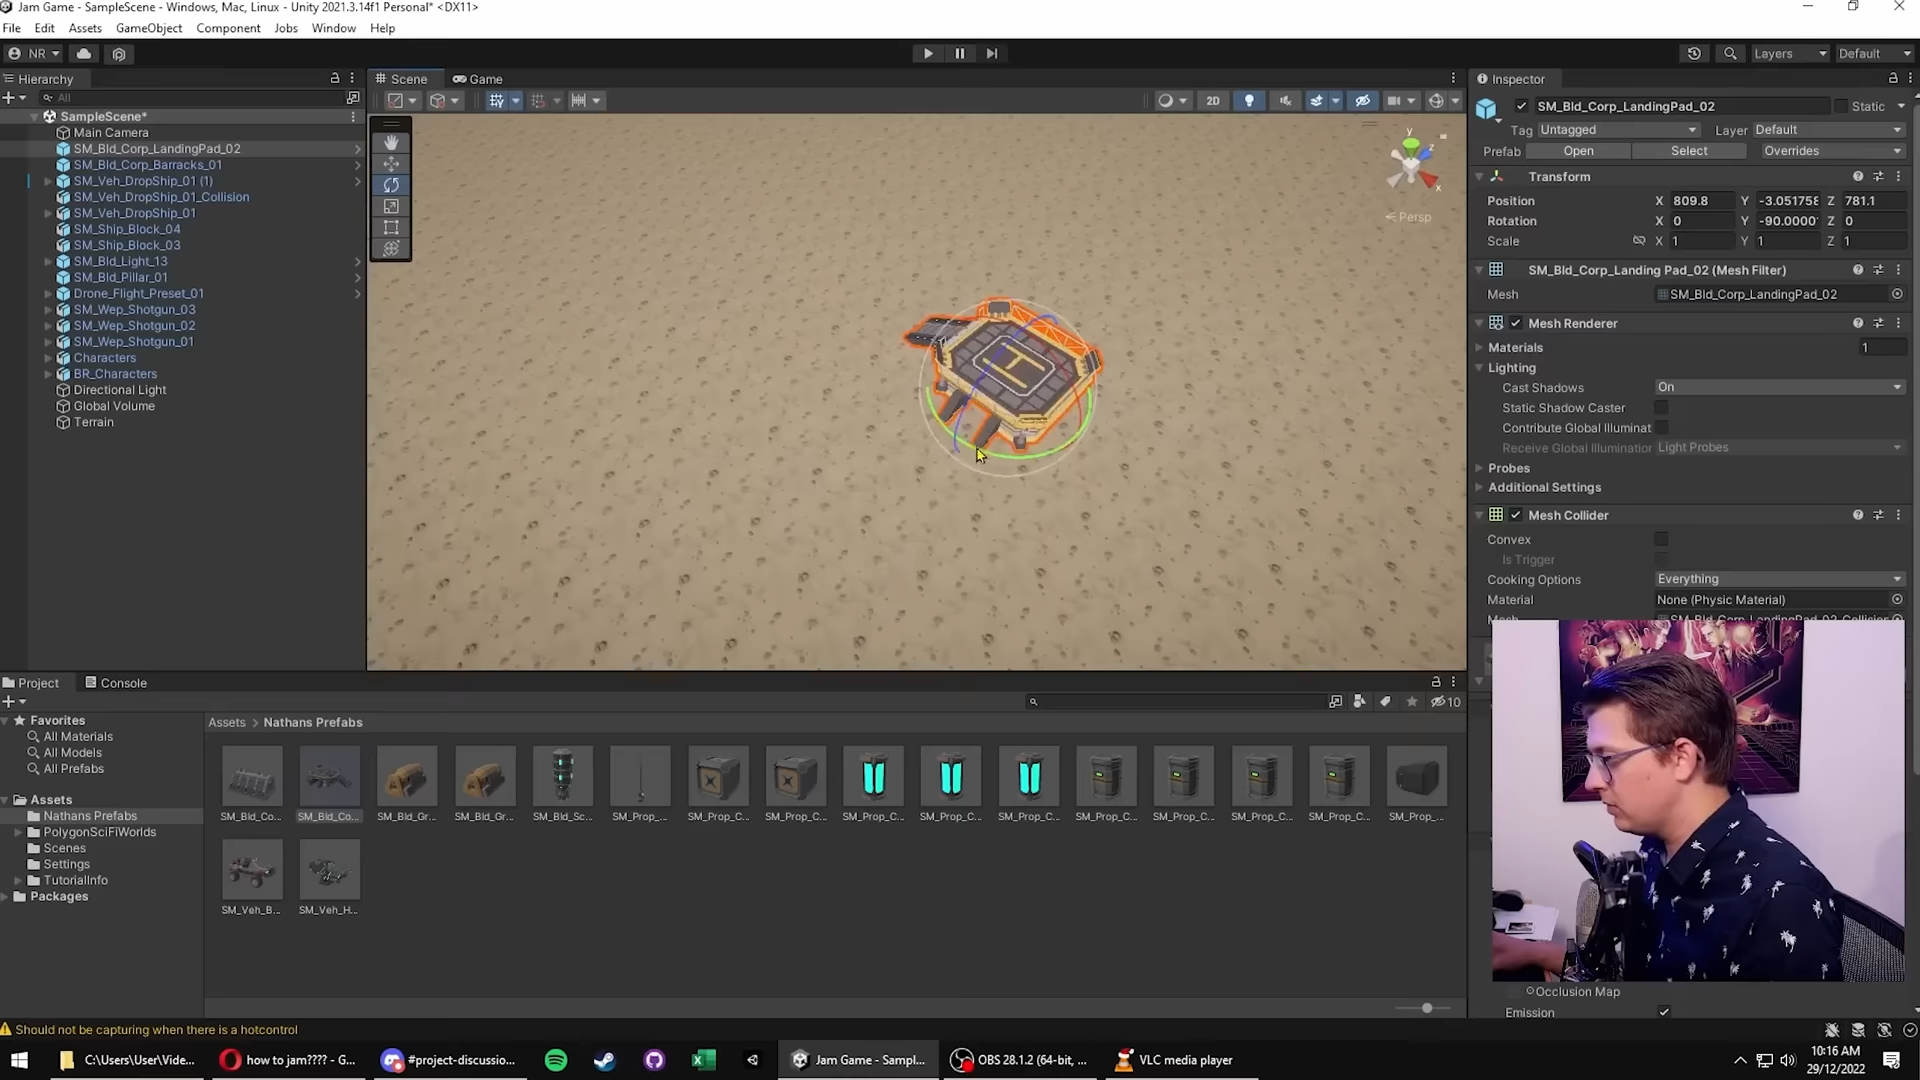 Jam Game - SampleScene - Windows, Mac, Linux - Unity 2021.3.14f1 Personal* <DX11>
File Edit Assets GameObject Component Jobs Window Help
NR Layers Default
Hierarchy
All
SampleScene*
Main Camera
SM_Bld_Corp_LandingPad_02
SM_Bld_Corp_Barracks_01
SM_Veh_DropShip_01 (1)
SM_Veh_DropShip_01_Collision
SM_Veh_DropShip_01
SM_Ship_Block_04
SM_Ship_Block_03
SM_Bld_Light_13
SM_Bld_Pillar_01
Drone_Flight_Preset_01
SM_Wep_Shotgun_03
SM_Wep_Shotgun_02
SM_Wep_Shotgun_01
Characters
BR_Characters
Directional Light
Global Volume
Terrain
Scene Game
2D
y
z
x
Persp
Inspector
SM_Bld_Corp_LandingPad_02 Static
Tag Untagged Layer Default
Prefab Open Select Overrides
Transform
Position X 809.8 Y -3.051758 Z 781.1
Rotation X 0 Y -90.0000 Z 0
Scale X 1 Y 1 Z 1
SM_Bld_Corp_Landing Pad_02 (Mesh Filter)
Mesh SM_Bld_Corp_LandingPad_02
Mesh Renderer
Materials 1
Lighting
Cast Shadows On
Static Shadow Caster
Contribute Global Illuminat
Receive Global Illumination Light Probes
Probes
Additional Settings
Mesh Collider
Convex
Is Trigger
Cooking Options Everything
Material None (Physic Material)
Mesh SM_Bld_Corp_LandingPad_02_Collision
Occlusion Map
Emission
Project Console
10
Favorites
All Materials
All Models
All Prefabs
Assets
Nathans Prefabs
PolygonSciFiWorlds
Scenes
Settings
TutorialInfo
Packages
Assets > Nathans Prefabs
SM_Bld_Co... SM_Bld_Co... SM_Bld_Gr... SM_Bld_Gr... SM_Bld_Sc... SM_Prop_... SM_Prop_C... SM_Prop_C... SM_Prop_C... SM_Prop_C... SM_Prop_C... SM_Prop_C... SM_Prop_C... SM_Prop_C... SM_Prop_C... SM_Prop_...
SM_Veh_B... SM_Veh_H...
Should not be capturing when there is a hotcontrol
C:\Users\User\Vide... how to jam???? - G... #project-discussio... Jam Game - Sampl... OBS 28.1.2 (64-bit, ... VLC media player
10:16 AM
29/12/2022